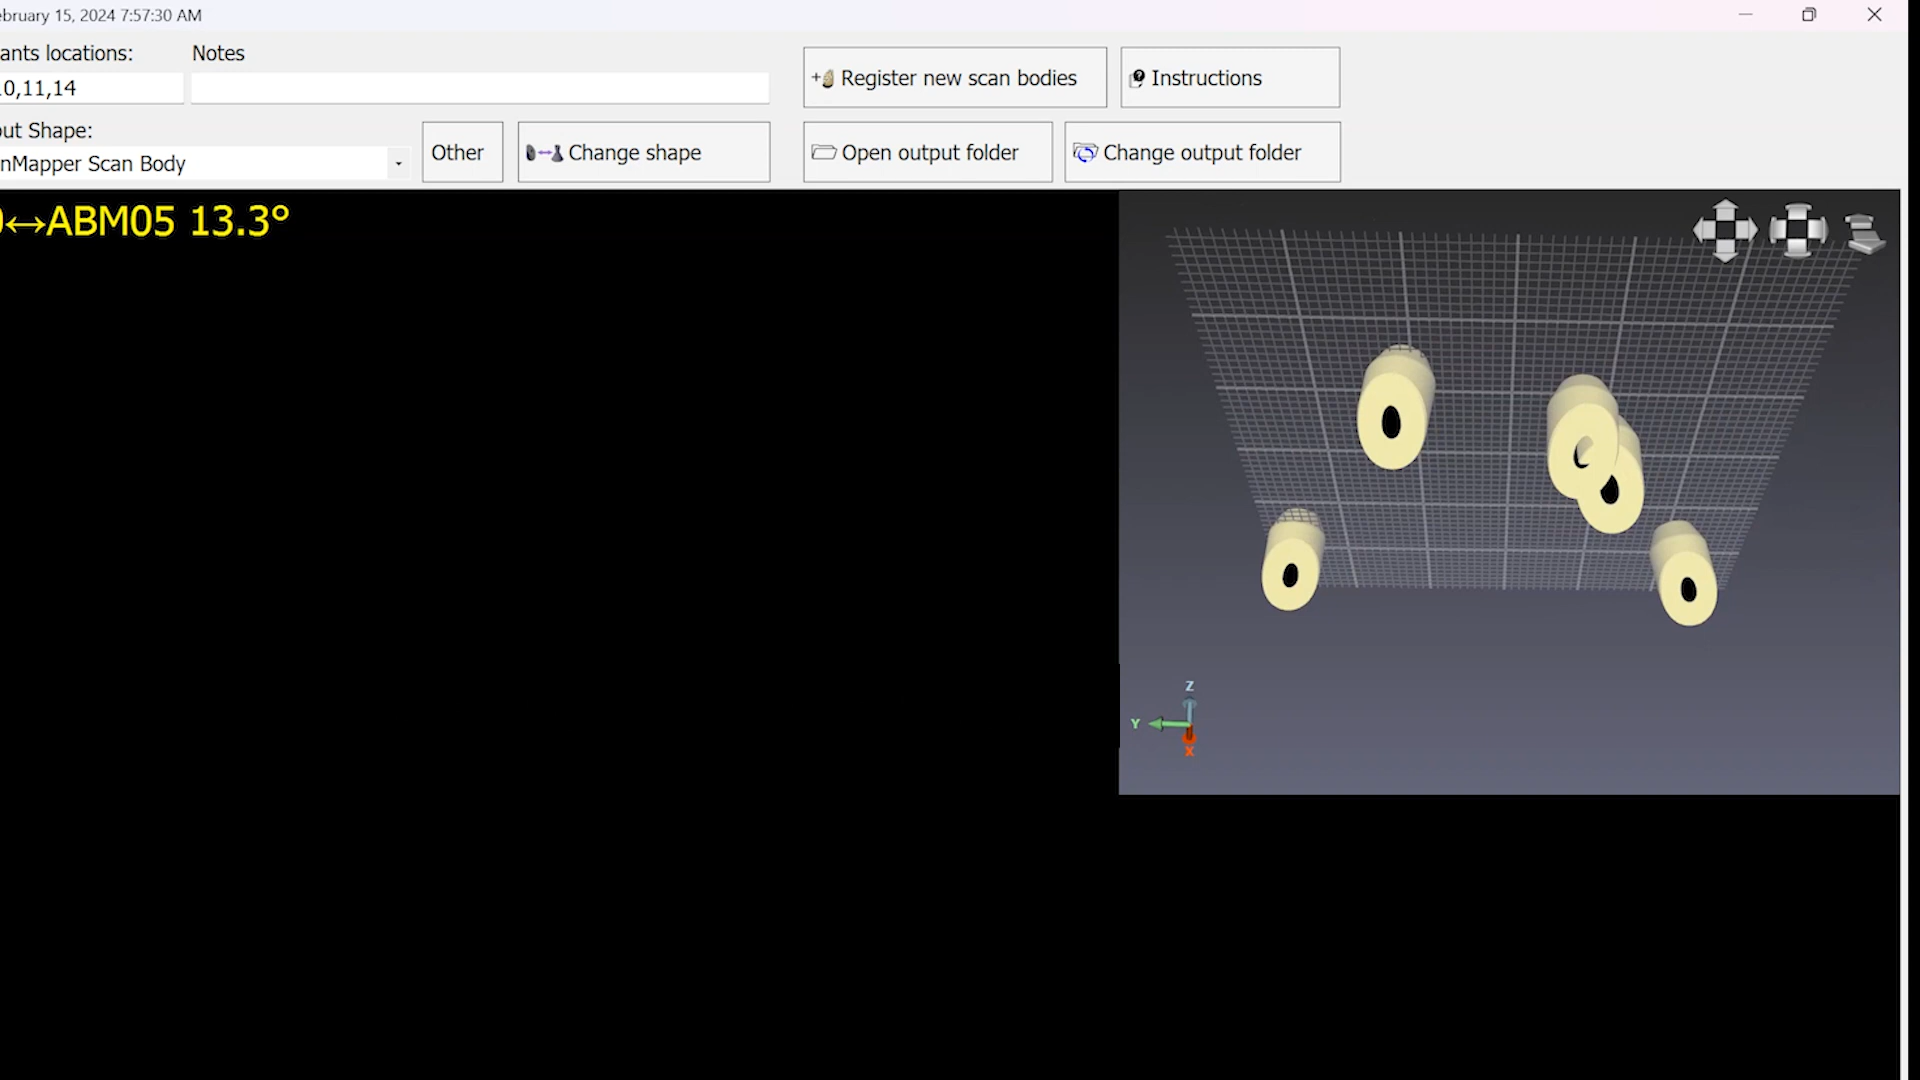 ebruary 15, 2024 7:57:30 AM
ants locations:
Notes
.0,11,14
Register new scan bodies
Instructions
out Shape:
nMapper Scan Body
Other
Change shape
Open output folder
Change output folder
↔ABM05 13.3°
Z
Y
X